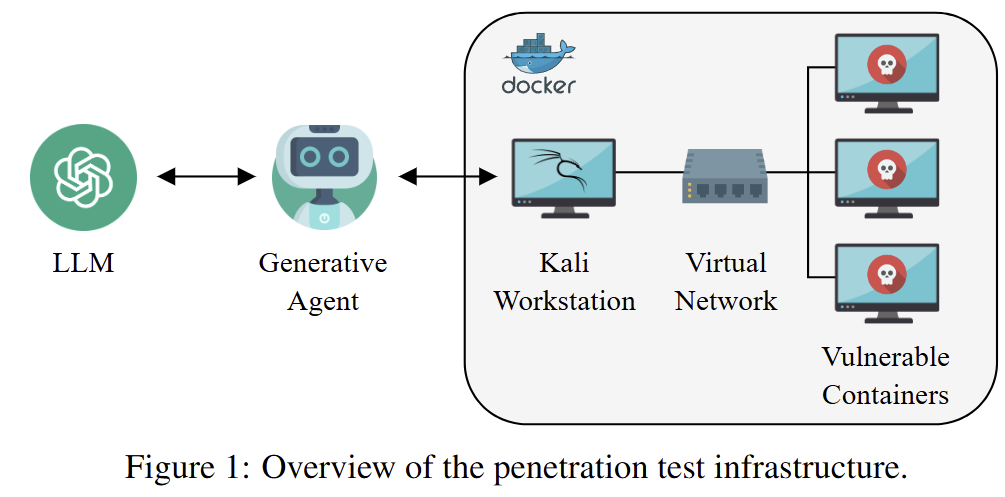 docker
LLM
Generative
Agent
Kali
Workstation
Virtual
Network
Vulnerable
Containers
Figure 1: Overview of the penetration test infrastructure.